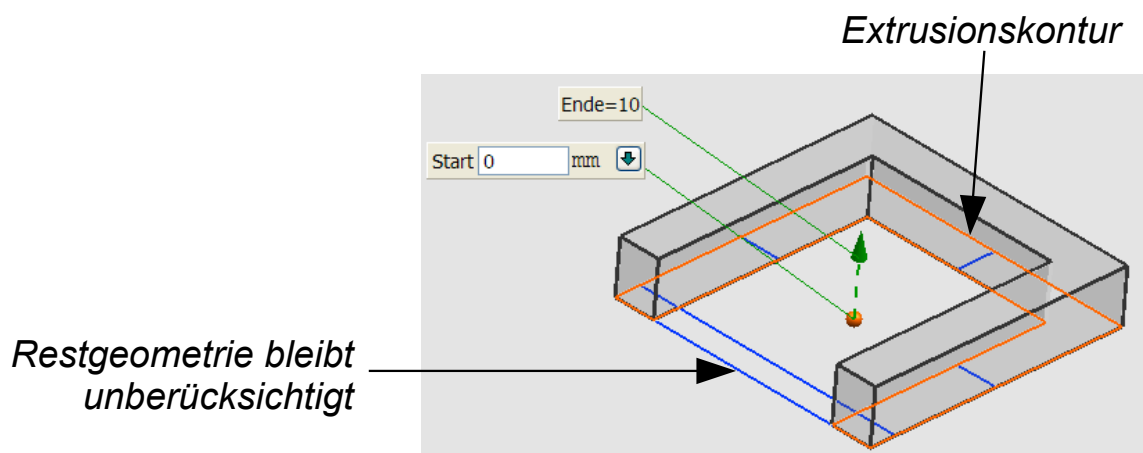 Extrusionskontur
Ende=10
Start 0 mm
Restgeometrie bleibt
unberücksichtigt